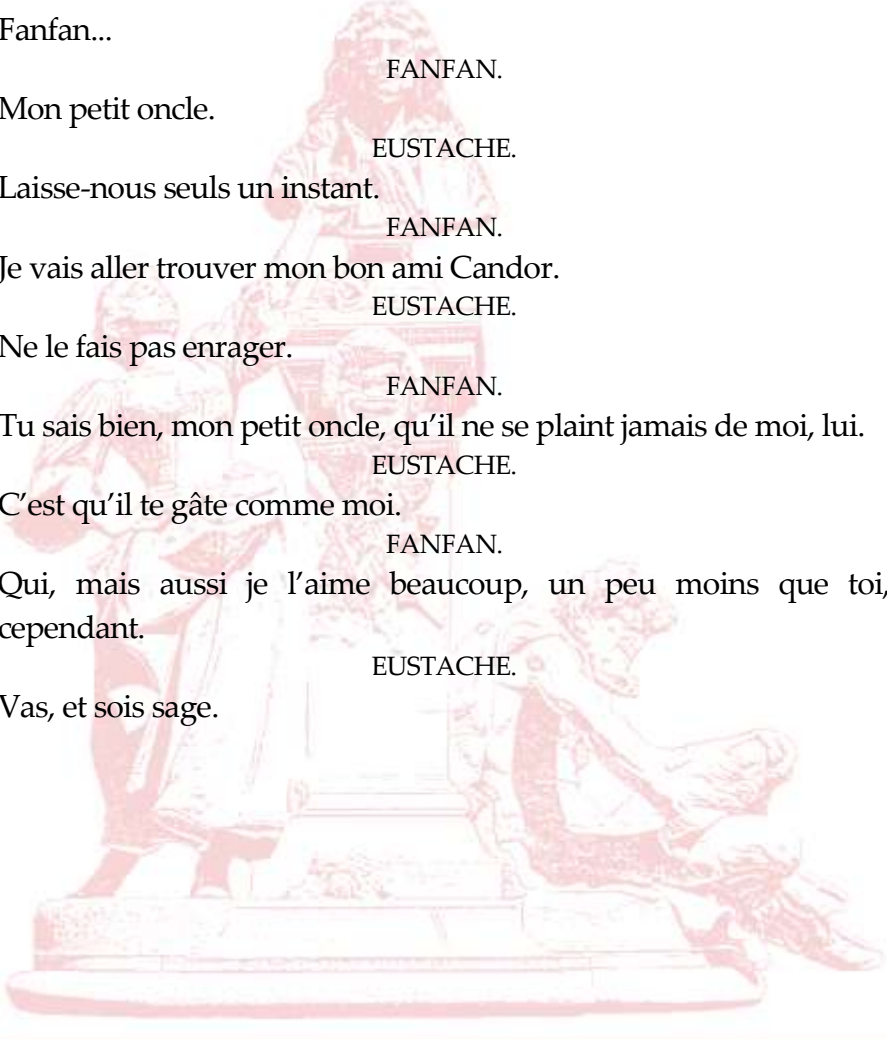 Fanfan...
FANFAN.
Mon petit oncle.
EUSTACHE.
Laisse-nous seuls un instant.
FANFAN.
Je vais aller trouver mon bon ami Candor.
EUSTACHE.
Ne le fais pas enrager.
FANFAN.
Tu sais bien, mon petit oncle, qu’il ne se plaint jamais de moi, lui.
EUSTACHE.
C’est qu’il te gâte comme moi.
FANFAN.
Qui, mais aussi je l’aime beaucoup, un peu moins que toi,
cependant.
EUSTACHE.
Vas, et sois sage.